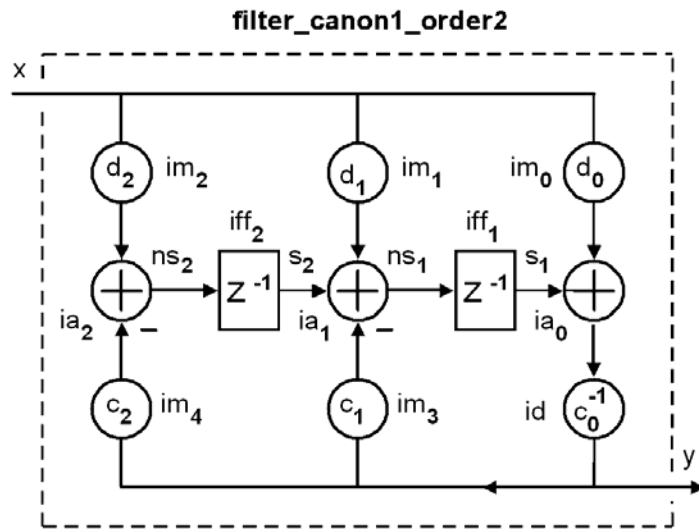 filter_canon1_order2
x
d₂ im₂ d₁ im₁ im₀ d₀
iff₂ iff₁
ns₂ s₂ ns₁ s₁
+ Z⁻¹ + Z⁻¹ +
ia₂ − ia₁ − ia₀
c₂ im₄ c₁ im₃ id c₀⁻¹
y